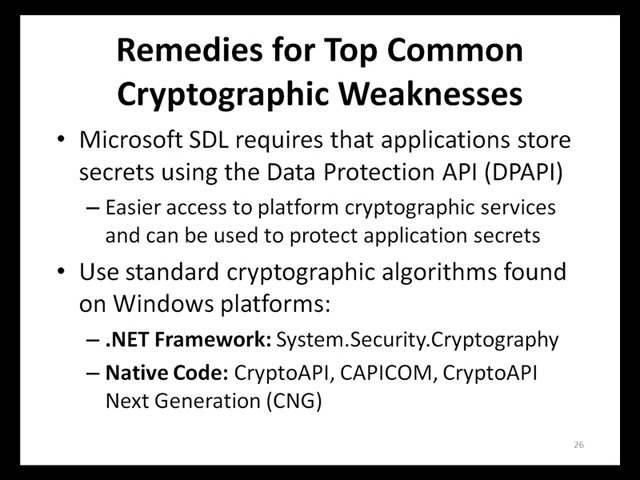 Remedies for Top Common
Cryptographic Weaknesses
• Microsoft SDL requires that applications store
secrets using the Data Protection API (DPAPI)
– Easier access to platform cryptographic services
and can be used to protect application secrets
• Use standard cryptographic algorithms found
on Windows platforms:
– .NET Framework: System.Security.Cryptography
– Native Code: CryptoAPI, CAPICOM, CryptoAPI
Next Generation (CNG)
26